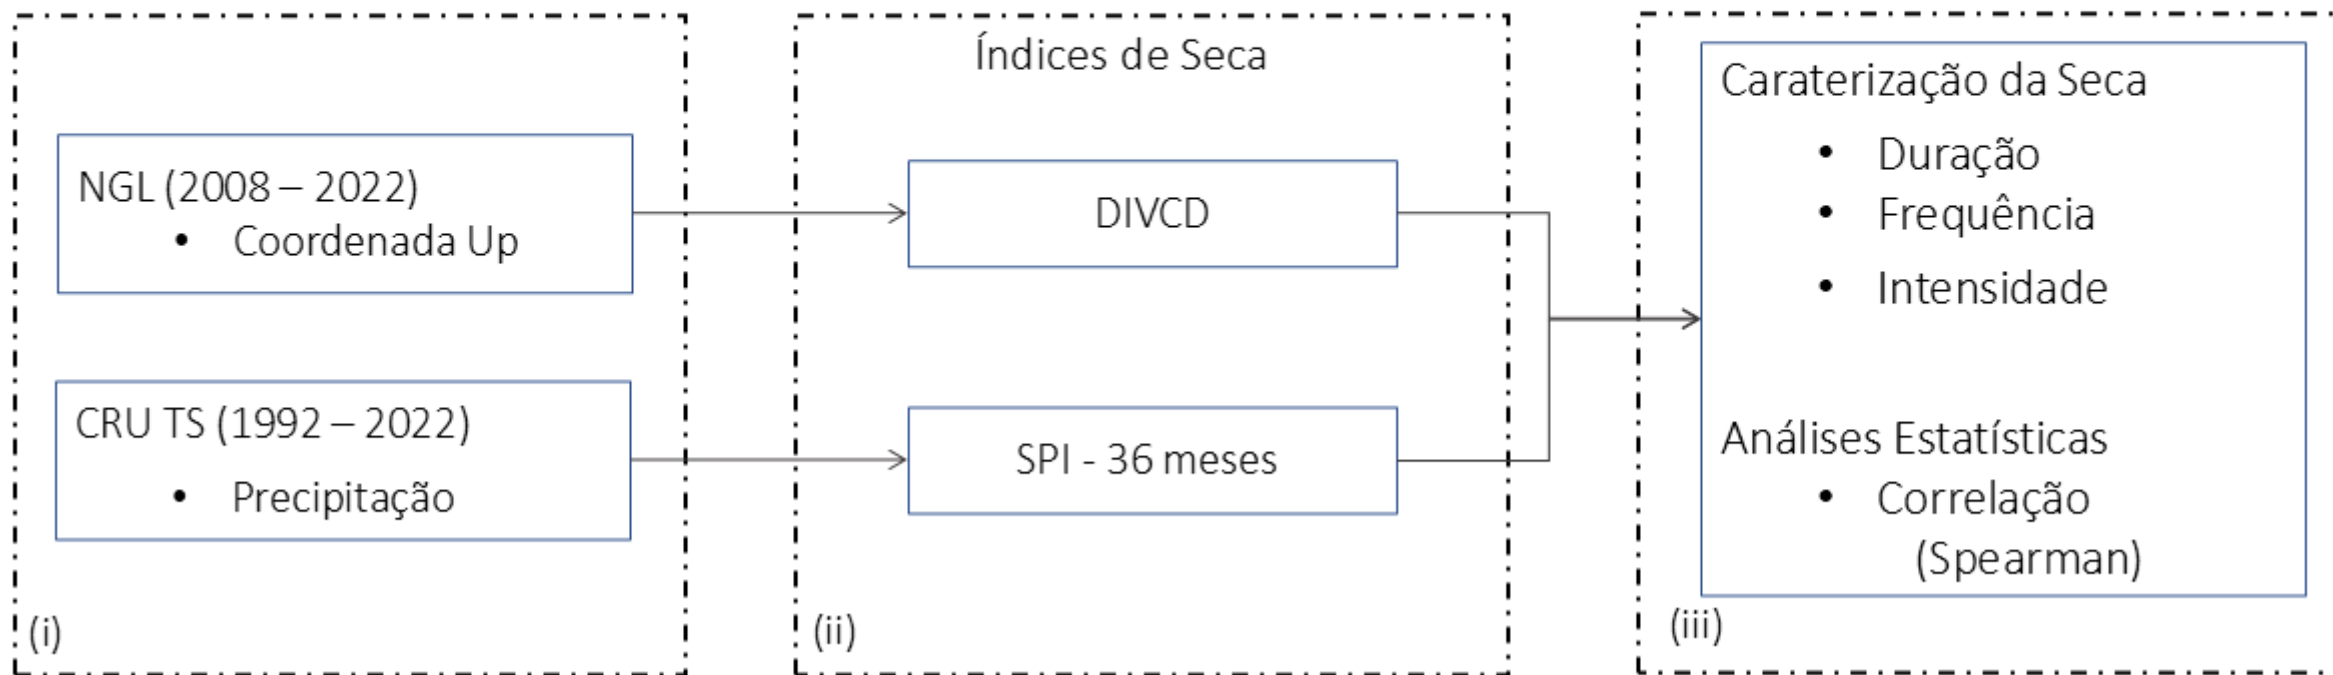 NGL (2008 – 2022)
• Coordenada Up
CRU TS (1992 – 2022)
• Precipitação
(i)
Índices de Seca
DIVCD
SPI - 36 meses
(ii)
Caraterização da Seca
• Duração
• Frequência
• Intensidade
Análises Estatísticas
• Correlação
(Spearman)
(iii)